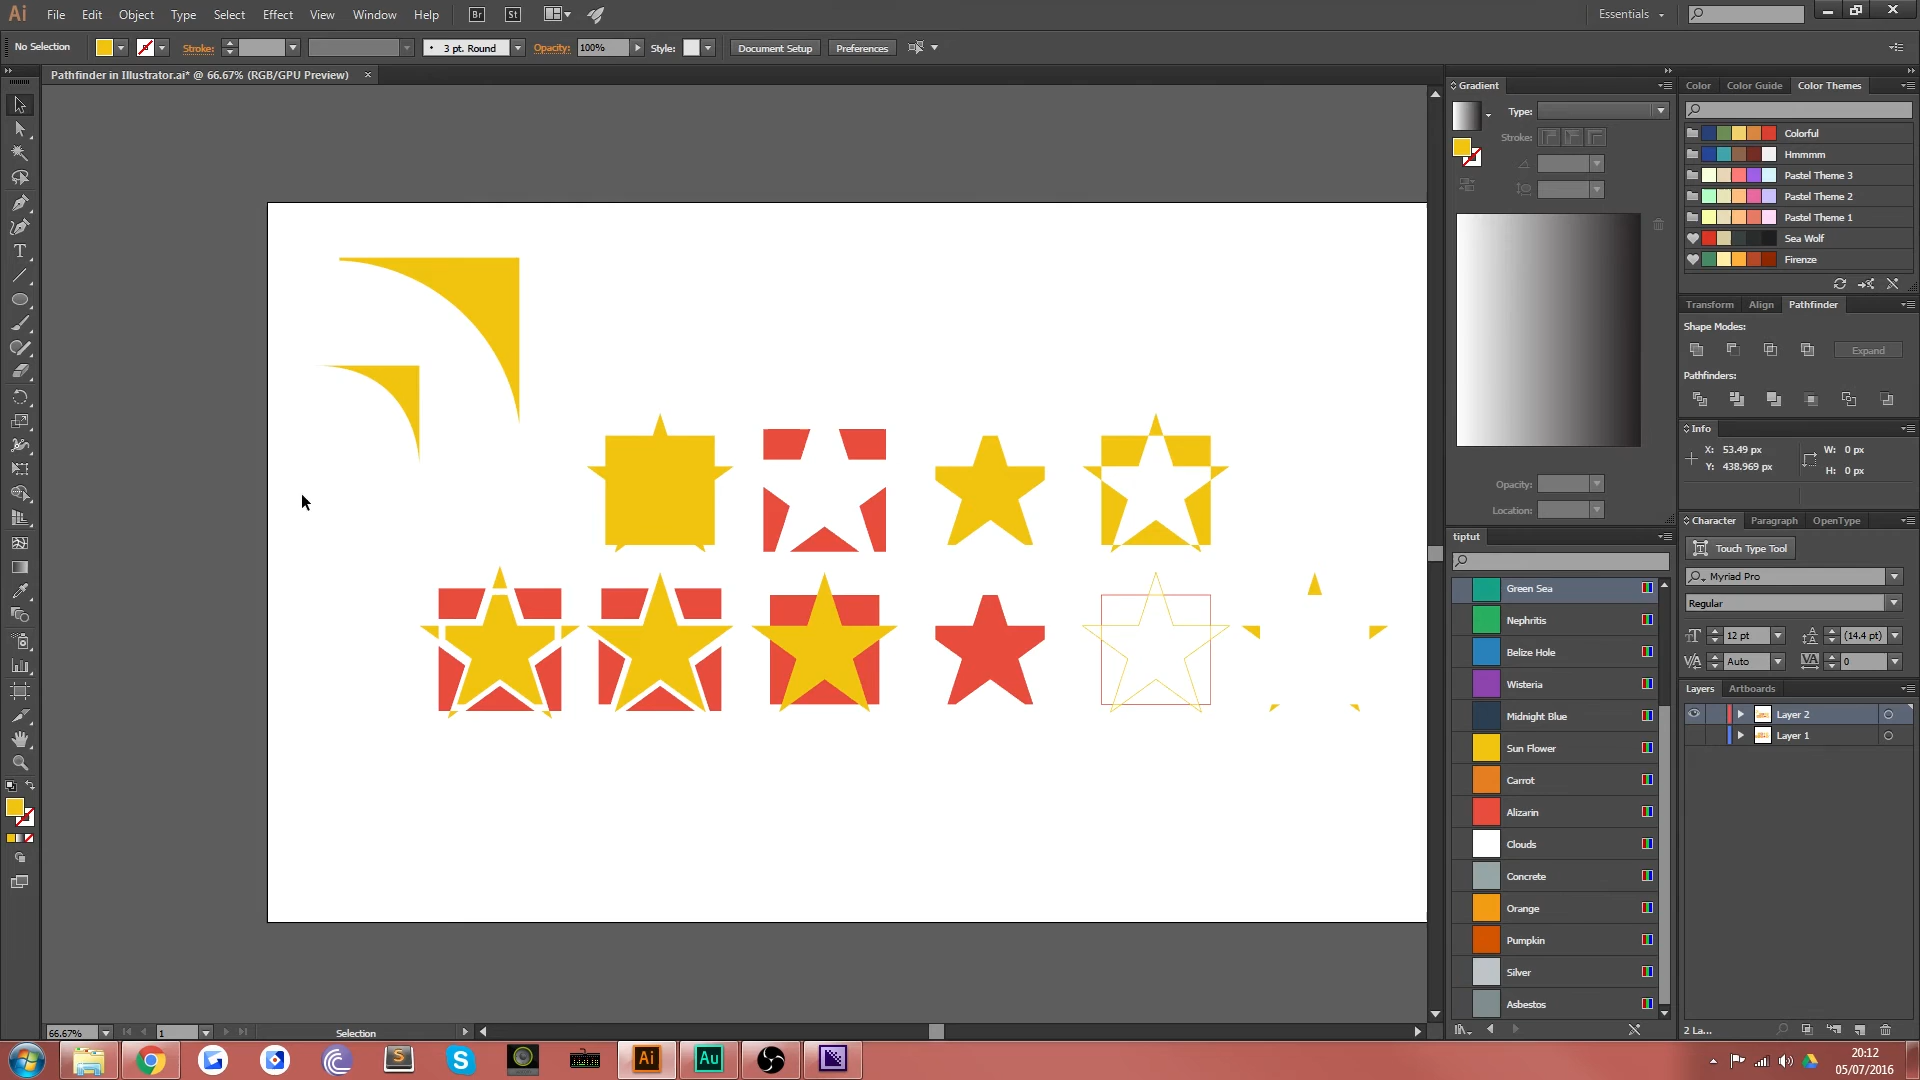 Ai File Edit Object Type Select Effect View Window Help Br St Essentials
No Selection Stroke: 3 pt. Round Opacity: 100% Style: Document Setup Preferences
Pathfinder in Illustrator.ai* @ 66.67% (RGB/GPU Preview)
Gradient
Type:
Stroke:
Opacity:
Location:
Color Color Guide Color Themes
Colorful
Hmmmm
Pastel Theme 3
Pastel Theme 2
Pastel Theme 1
Sea Wolf
Firenze
Transform Align Pathfinder
Shape Modes:
Expand
Pathfinders:
Info
X: 53.49 px W: 0 px
Y: 438.969 px H: 0 px
Character Paragraph OpenType
Touch Type Tool
Myriad Pro
Regular
12 pt (14.4 pt)
Auto 0
Layers Artboards
Layer 2
Layer 1
2 La...
tiptut
Green Sea
Nephritis
Belize Hole
Wisteria
Midnight Blue
Sun Flower
Carrot
Alizarin
Clouds
Concrete
Orange
Pumpkin
Silver
Asbestos
66.67% 1 Selection
S Ai Au
20:12
05/07/2016